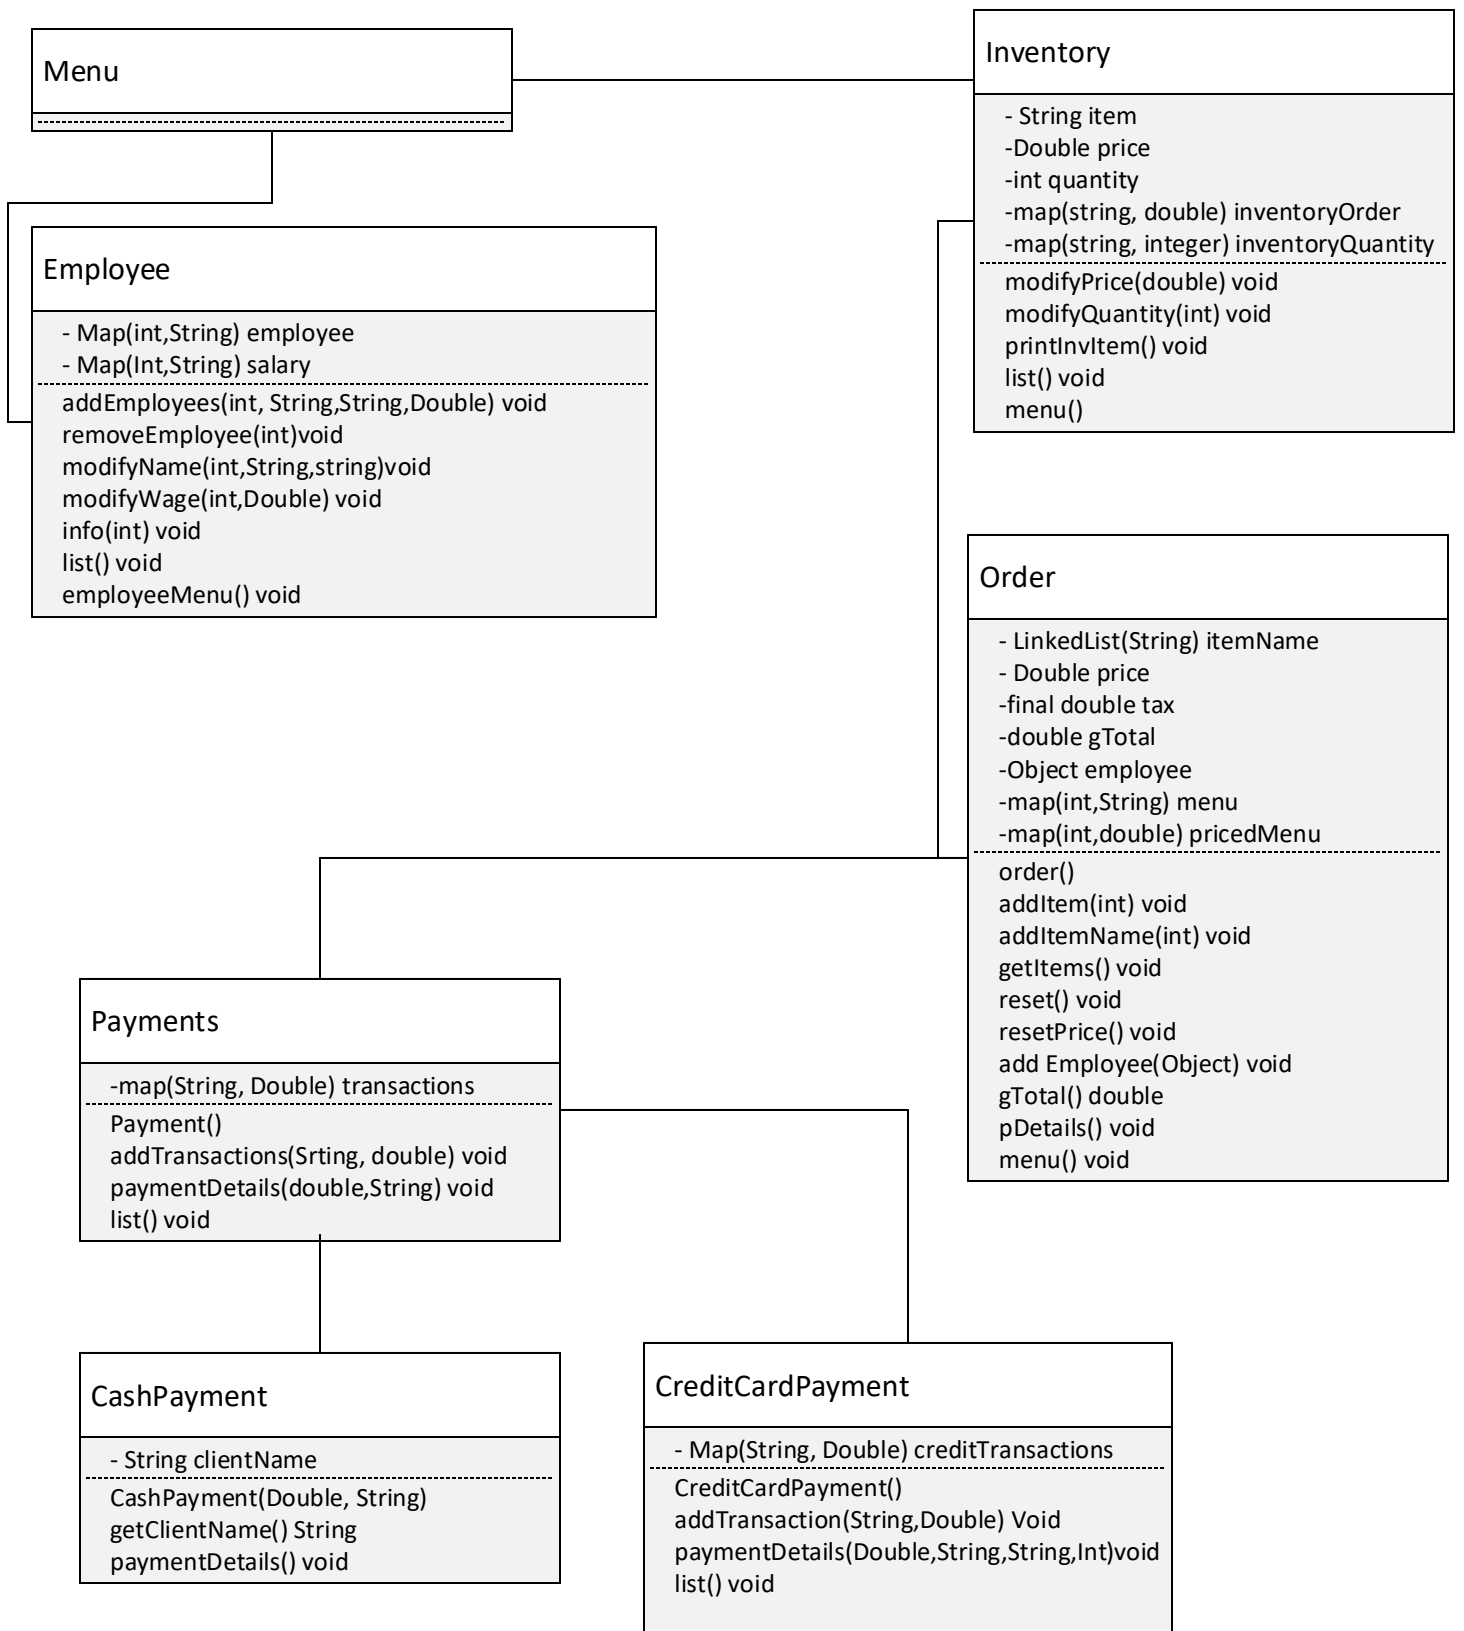 Menu
Inventory
- String item
-Double price
-int quantity
-map(string, double) inventoryOrder
-map(string, integer) inventoryQuantity
modifyPrice(double) void
modifyQuantity(int) void
printInvItem() void
list() void
menu()
Employee
- Map(int,String) employee
- Map(Int,String) salary
addEmployees(int, String,String,Double) void
removeEmployee(int)void
modifyName(int,String,string)void
modifyWage(int,Double) void
info(int) void
list() void
employeeMenu() void
Order
- LinkedList(String) itemName
- Double price
-final double tax
-double gTotal
-Object employee
-map(int,String) menu
-map(int,double) pricedMenu
order()
addItem(int) void
addItemName(int) void
getItems() void
reset() void
resetPrice() void
add Employee(Object) void
gTotal() double
pDetails() void
menu() void
Payments
-map(String, Double) transactions
Payment()
addTransactions(Srting, double) void
paymentDetails(double,String) void
list() void
CashPayment
- String clientName
CashPayment(Double, String)
getClientName() String
paymentDetails() void
CreditCardPayment
- Map(String, Double) creditTransactions
CreditCardPayment()
addTransaction(String,Double) Void
paymentDetails(Double,String,String,Int)void
list() void